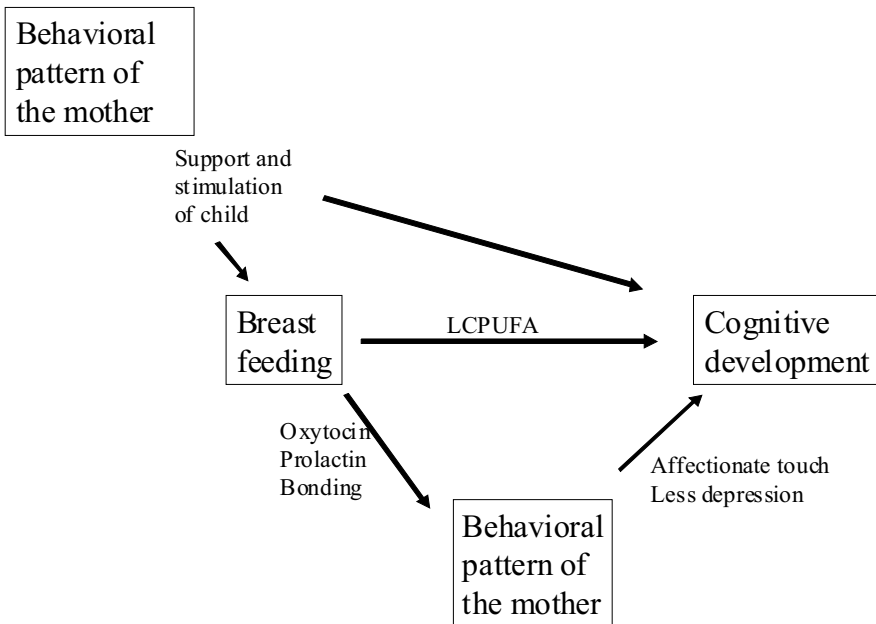 Behavioral
pattern of
the mother
Support and
stimulation
of child
Breast
feeding
LCPUFA
Cognitive
development
Oxytocin
Prolactin
Bonding
Affectionate touch
Less depression
Behavioral
pattern of
the mother